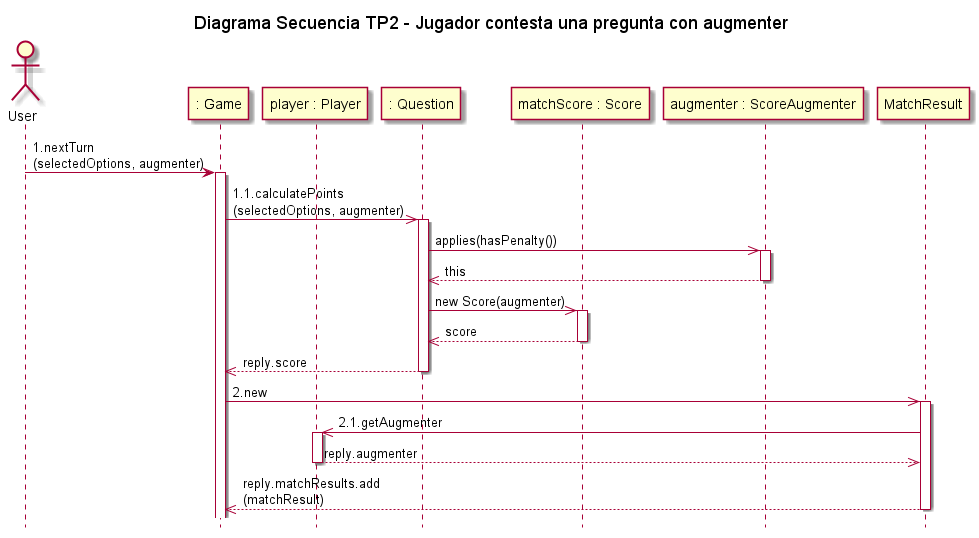 Diagrama Secuencia TP2 - Jugador contesta una pregunta con augmenter
User
: Game
player : Player
: Question
matchScore : Score
augmenter : ScoreAugmenter
MatchResult
1.nextTurn
(selectedOptions, augmenter)
1.1.calculatePoints
(selectedOptions, augmenter)
applies(hasPenalty())
this
new Score(augmenter)
score
reply.score
2.new
2.1.getAugmenter
reply.augmenter
reply.matchResults.add
(matchResult)